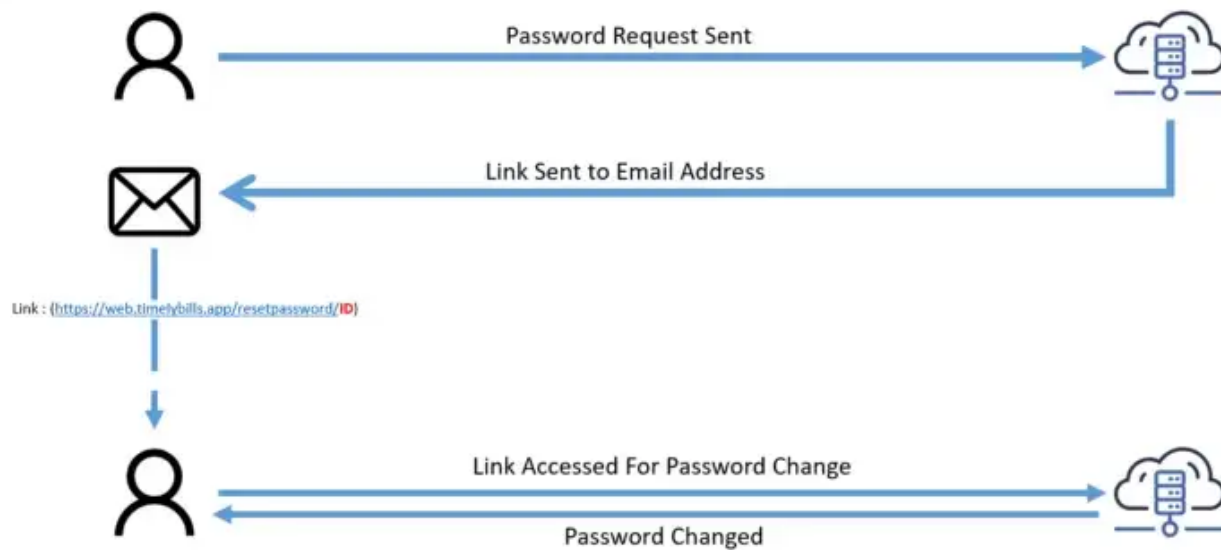 Password Request Sent
Link Sent to Email Address
Link : (https://web.timelybills.app/resetpassword/ID)
Link Accessed For Password Change
Password Changed